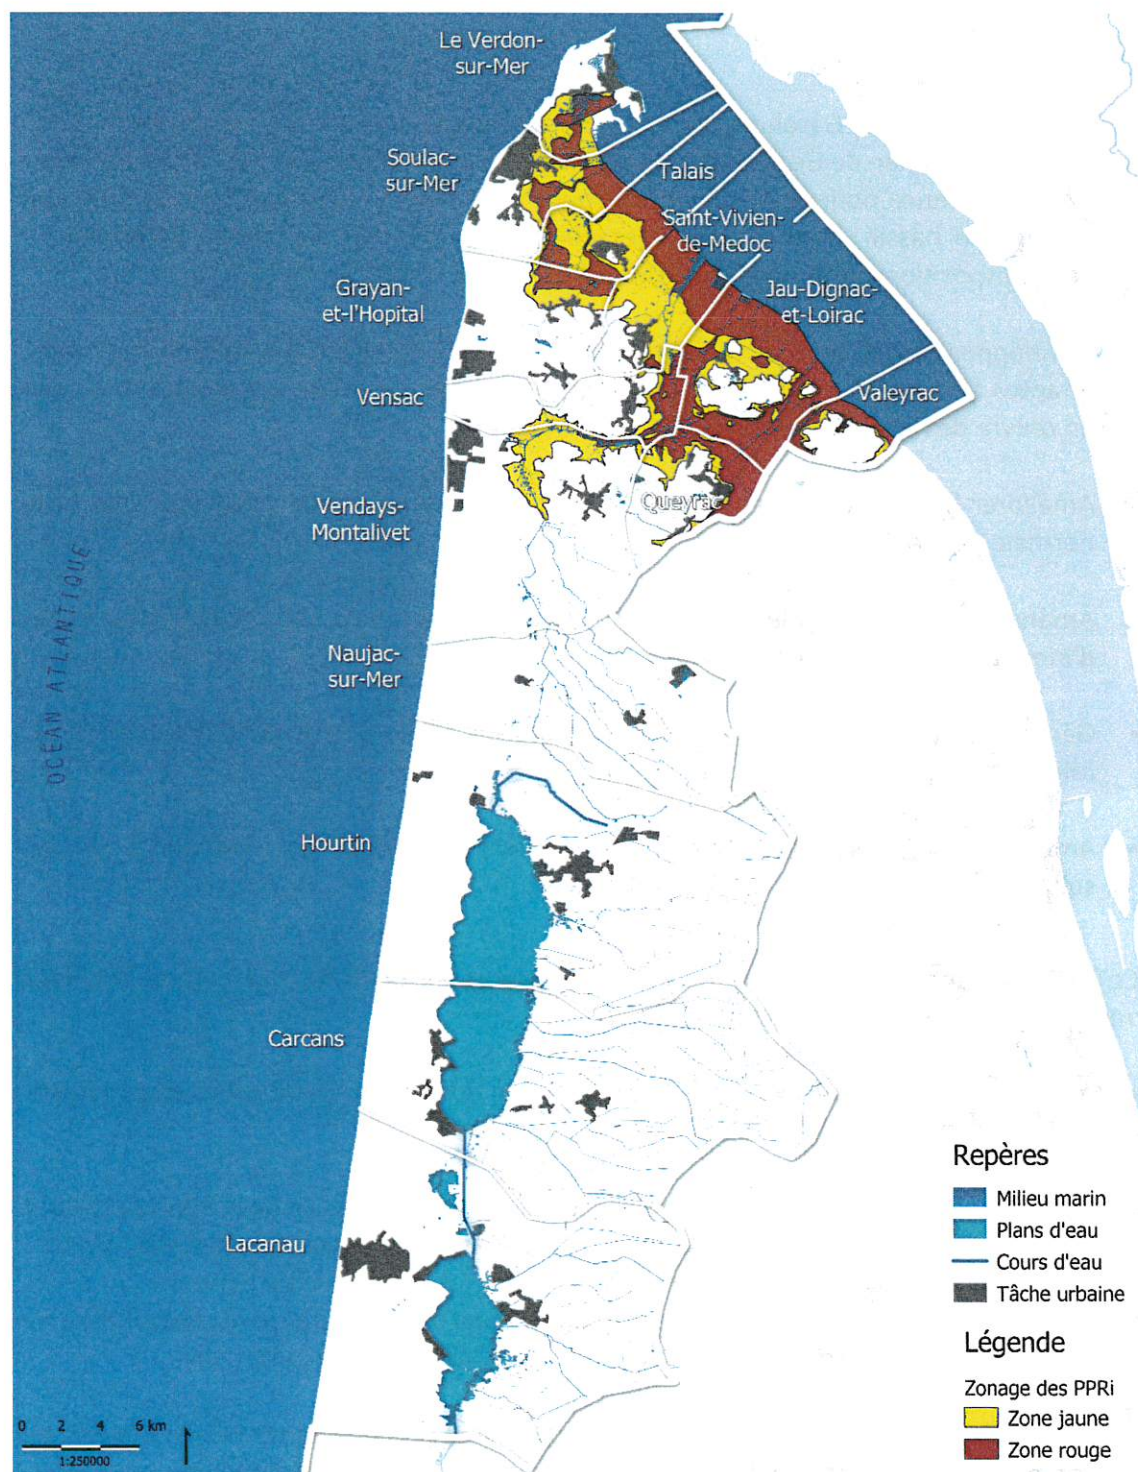 Le Verdon-
sur-Mer
Soulac-
sur-Mer
Talais
Saint-Vivien-
de-Medoc
Grayan-
et-l'Hopital
Jau-Dignac-
et-Loirac
Vensac
Valeyrac
Queyrac
Vendays-
Montalivet
OCÉAN ATLANTIQUE
Naujac-
sur-Mer
Hourtin
Carcans
Lacanau
Repères
Milieu marin
Plans d'eau
Cours d'eau
Tâche urbaine
Légende
Zonage des PPRi
Zone jaune
Zone rouge
0 2 4 6 km
1:250000